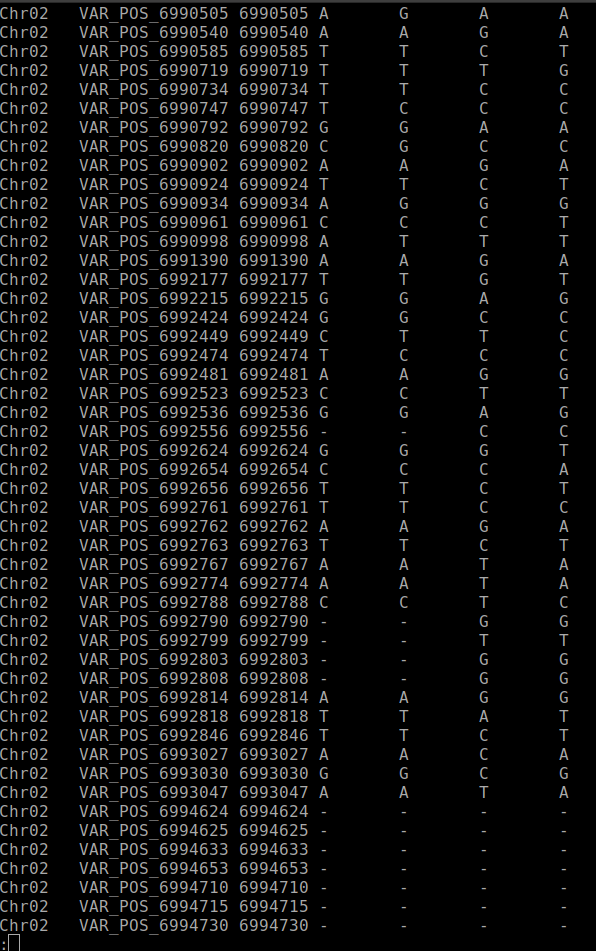 Chr02 VAR_POS_6990505 6990505 A G A A
Chr02 VAR_POS_6990540 6990540 A A G A
Chr02 VAR_POS_6990585 6990585 T T C T
Chr02 VAR_POS_6990719 6990719 T T T G
Chr02 VAR_POS_6990734 6990734 T T C C
Chr02 VAR_POS_6990747 6990747 T C C C
Chr02 VAR_POS_6990792 6990792 G G A A
Chr02 VAR_POS_6990820 6990820 C G C C
Chr02 VAR_POS_6990902 6990902 A A G A
Chr02 VAR_POS_6990924 6990924 T T C T
Chr02 VAR_POS_6990934 6990934 A G G G
Chr02 VAR_POS_6990961 6990961 C C C T
Chr02 VAR_POS_6990998 6990998 A T T T
Chr02 VAR_POS_6991390 6991390 A A G A
Chr02 VAR_POS_6992177 6992177 T T G T
Chr02 VAR_POS_6992215 6992215 G G A G
Chr02 VAR_POS_6992424 6992424 G G C C
Chr02 VAR_POS_6992449 6992449 C T T C
Chr02 VAR_POS_6992474 6992474 T C C C
Chr02 VAR_POS_6992481 6992481 A A G G
Chr02 VAR_POS_6992523 6992523 C C T T
Chr02 VAR_POS_6992536 6992536 G G A G
Chr02 VAR_POS_6992556 6992556 - - C C
Chr02 VAR_POS_6992624 6992624 G G G T
Chr02 VAR_POS_6992654 6992654 C C C A
Chr02 VAR_POS_6992656 6992656 T T C T
Chr02 VAR_POS_6992761 6992761 T T C C
Chr02 VAR_POS_6992762 6992762 A A G A
Chr02 VAR_POS_6992763 6992763 T T C T
Chr02 VAR_POS_6992767 6992767 A A T A
Chr02 VAR_POS_6992774 6992774 A A T A
Chr02 VAR_POS_6992788 6992788 C C T C
Chr02 VAR_POS_6992790 6992790 - - G G
Chr02 VAR_POS_6992799 6992799 - - T T
Chr02 VAR_POS_6992803 6992803 - - G G
Chr02 VAR_POS_6992808 6992808 - - G G
Chr02 VAR_POS_6992814 6992814 A A G G
Chr02 VAR_POS_6992818 6992818 T T A T
Chr02 VAR_POS_6992846 6992846 T T C T
Chr02 VAR_POS_6993027 6993027 A A C A
Chr02 VAR_POS_6993030 6993030 G G C G
Chr02 VAR_POS_6993047 6993047 A A T A
Chr02 VAR_POS_6994624 6994624 - - - -
Chr02 VAR_POS_6994625 6994625 - - - -
Chr02 VAR_POS_6994633 6994633 - - - -
Chr02 VAR_POS_6994653 6994653 - - - -
Chr02 VAR_POS_6994710 6994710 - - - -
Chr02 VAR_POS_6994715 6994715 - - - -
Chr02 VAR_POS_6994730 6994730 - - - -
: